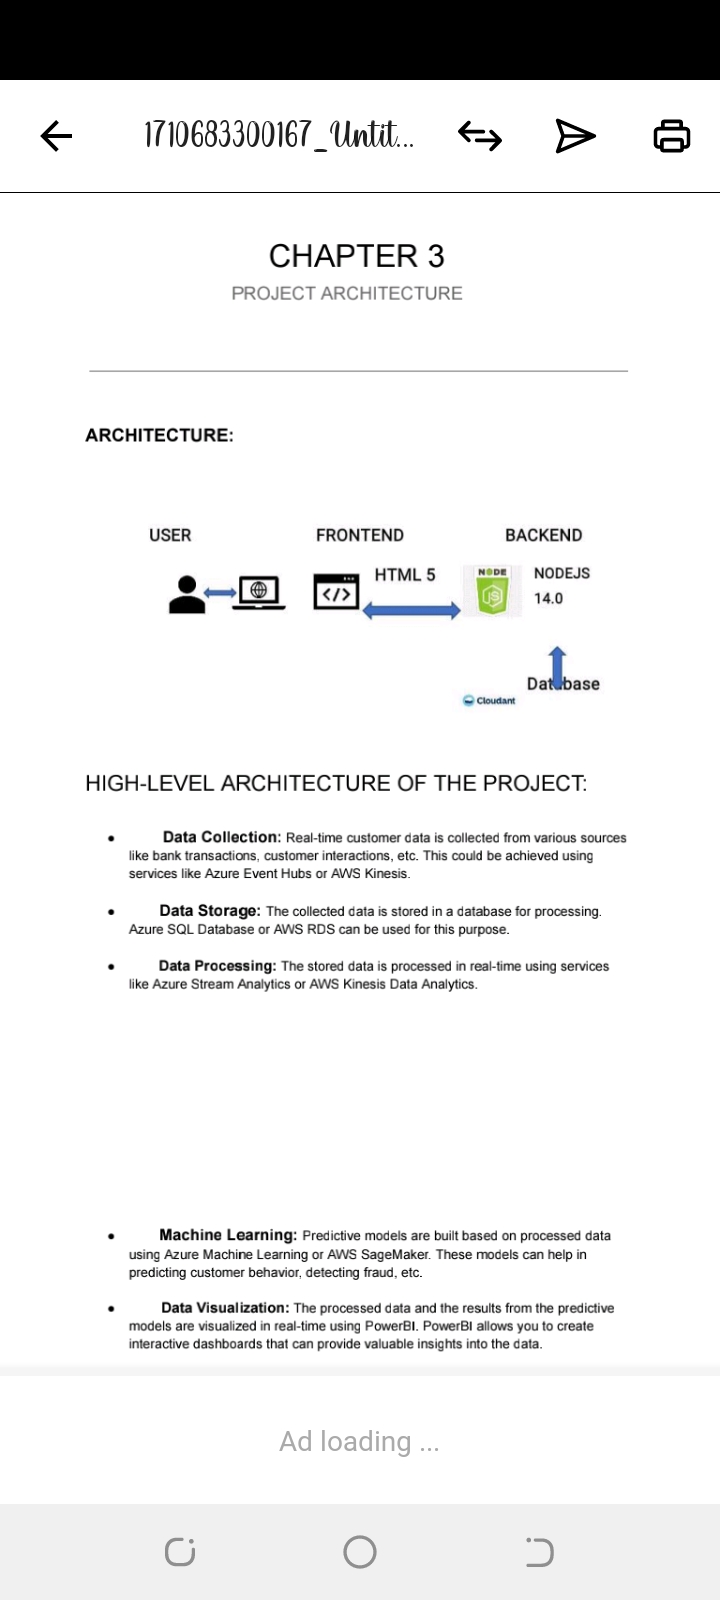 1710683300167_Untit...
CHAPTER 3
PROJECT ARCHITECTURE
ARCHITECTURE:
USER FRONTEND BACKEND
HTML 5 NODE NODEJS
</> JS 14.0
Database
Cloudant
HIGH-LEVEL ARCHITECTURE OF THE PROJECT:
• Data Collection: Real-time customer data is collected from various sources
like bank transactions, customer interactions, etc. This could be achieved using
services like Azure Event Hubs or AWS Kinesis.
• Data Storage: The collected data is stored in a database for processing.
Azure SQL Database or AWS RDS can be used for this purpose.
• Data Processing: The stored data is processed in real-time using services
like Azure Stream Analytics or AWS Kinesis Data Analytics.
• Machine Learning: Predictive models are built based on processed data
using Azure Machine Learning or AWS SageMaker. These models can help in
predicting customer behavior, detecting fraud, etc.
• Data Visualization: The processed data and the results from the predictive
models are visualized in real-time using PowerBI. PowerBI allows you to create
interactive dashboards that can provide valuable insights into the data.
Ad loading ...